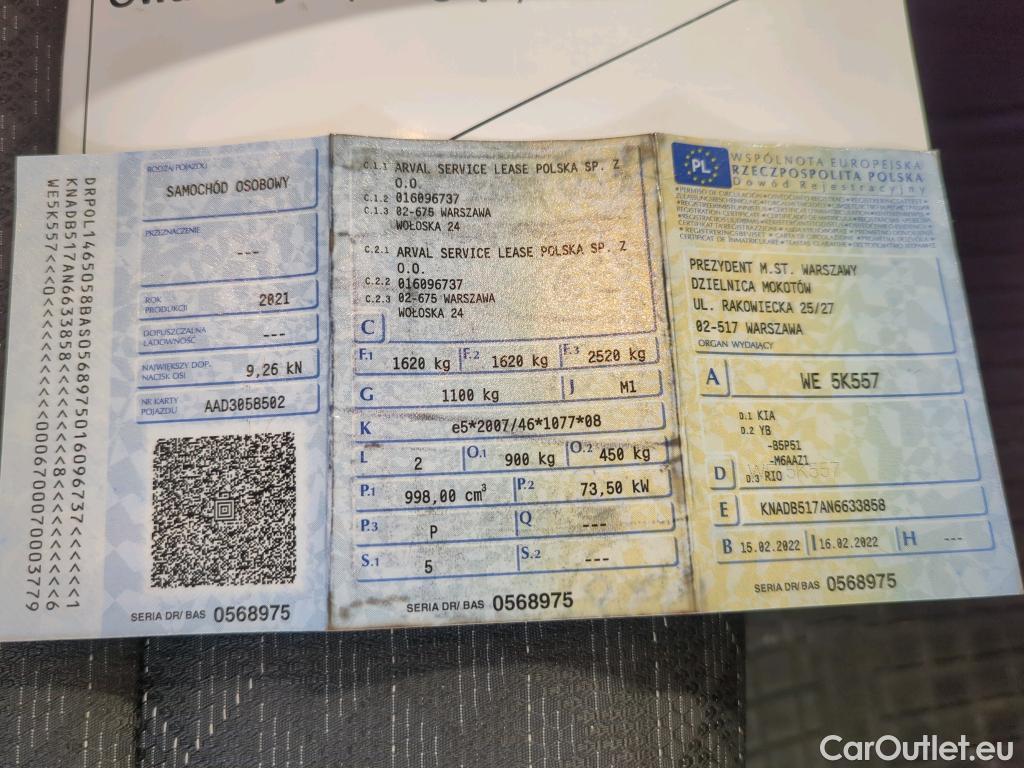 DRPOL1465058BAS0568975016096737<<<<<<<<1
KNADB517AN6633858<<<<<<<<<<<<<<8<<<<<<<6
WE5K557<<<0<<<<<<<<<<<<0006700070003779
RODZAJ POJAZDU
SAMOCHÓD OSOBOWY
PRZEZNACZENIE
---
ROK
PRODUKCJI
2021
DOPUSZCZALNA
ŁADOWNOŚĆ
---
NAJWIĘKSZY DOP.
NACISK OSI
9,26 kN
NR KARTY
POJAZDU
AAD3058502
SERIA DR/ BAS 0568975
C.1.1 ARVAL SERVICE LEASE POLSKA SP. Z
O.O.
C.1.2 016096737
C.1.3 02-675 WARSZAWA
WOŁOSKA 24
C.2.1 ARVAL SERVICE LEASE POLSKA SP. Z
O.O.
C.2.2 016096737
C.2.3 02-675 WARSZAWA
WOŁOSKA 24
C
F.1 1620 kg F.2 1620 kg F.3 2520 kg
G 1100 kg J M1
K e5*2007/46*1077*08
L 2 O.1 900 kg O.2 450 kg
P.1 998,00 cm³ P.2 73,50 kW
P.3 P Q ---
S.1 5 S.2 ---
SERIA DR/ BAS 0568975
PL
WSPÓLNOTA EUROPEJSKA
RZECZPOSPOLITA POLSKA
Dowód Rejestracyjny
PREZYDENT M.ST. WARSZAWY
DZIELNICA MOKOTÓW
UL. RAKOWIECKA 25/27
02-517 WARSZAWA
ORGAN WYDAJĄCY
A WE 5K557
D.1 KIA
D.2 YB
-B5P51
-M6AAZ1
D D.3 RIO
WE 5K557
E KNADB517AN6633858
B 15.02.2022 I 16.02.2022 H ---
SERIA DR/ BAS 0568975
CarOutlet.eu